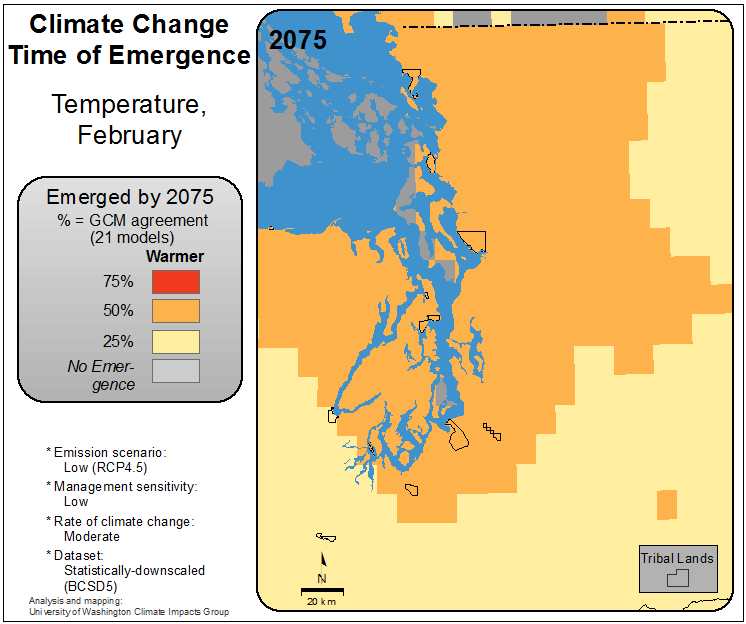 Climate Change
Time of Emergence
Temperature,
February
Emerged by 2075
% = GCM agreement
(21 models)
Warmer
75%
50%
25%
No Emer-
gence
* Emission scenario:
Low (RCP4.5)
* Management sensitivity:
Low
* Rate of climate change:
Moderate
* Dataset:
Statistically-downscaled
(BCSD5)
Analysis and mapping:
University of Washington Climate Impacts Group
2075
N
20 km
Tribal Lands